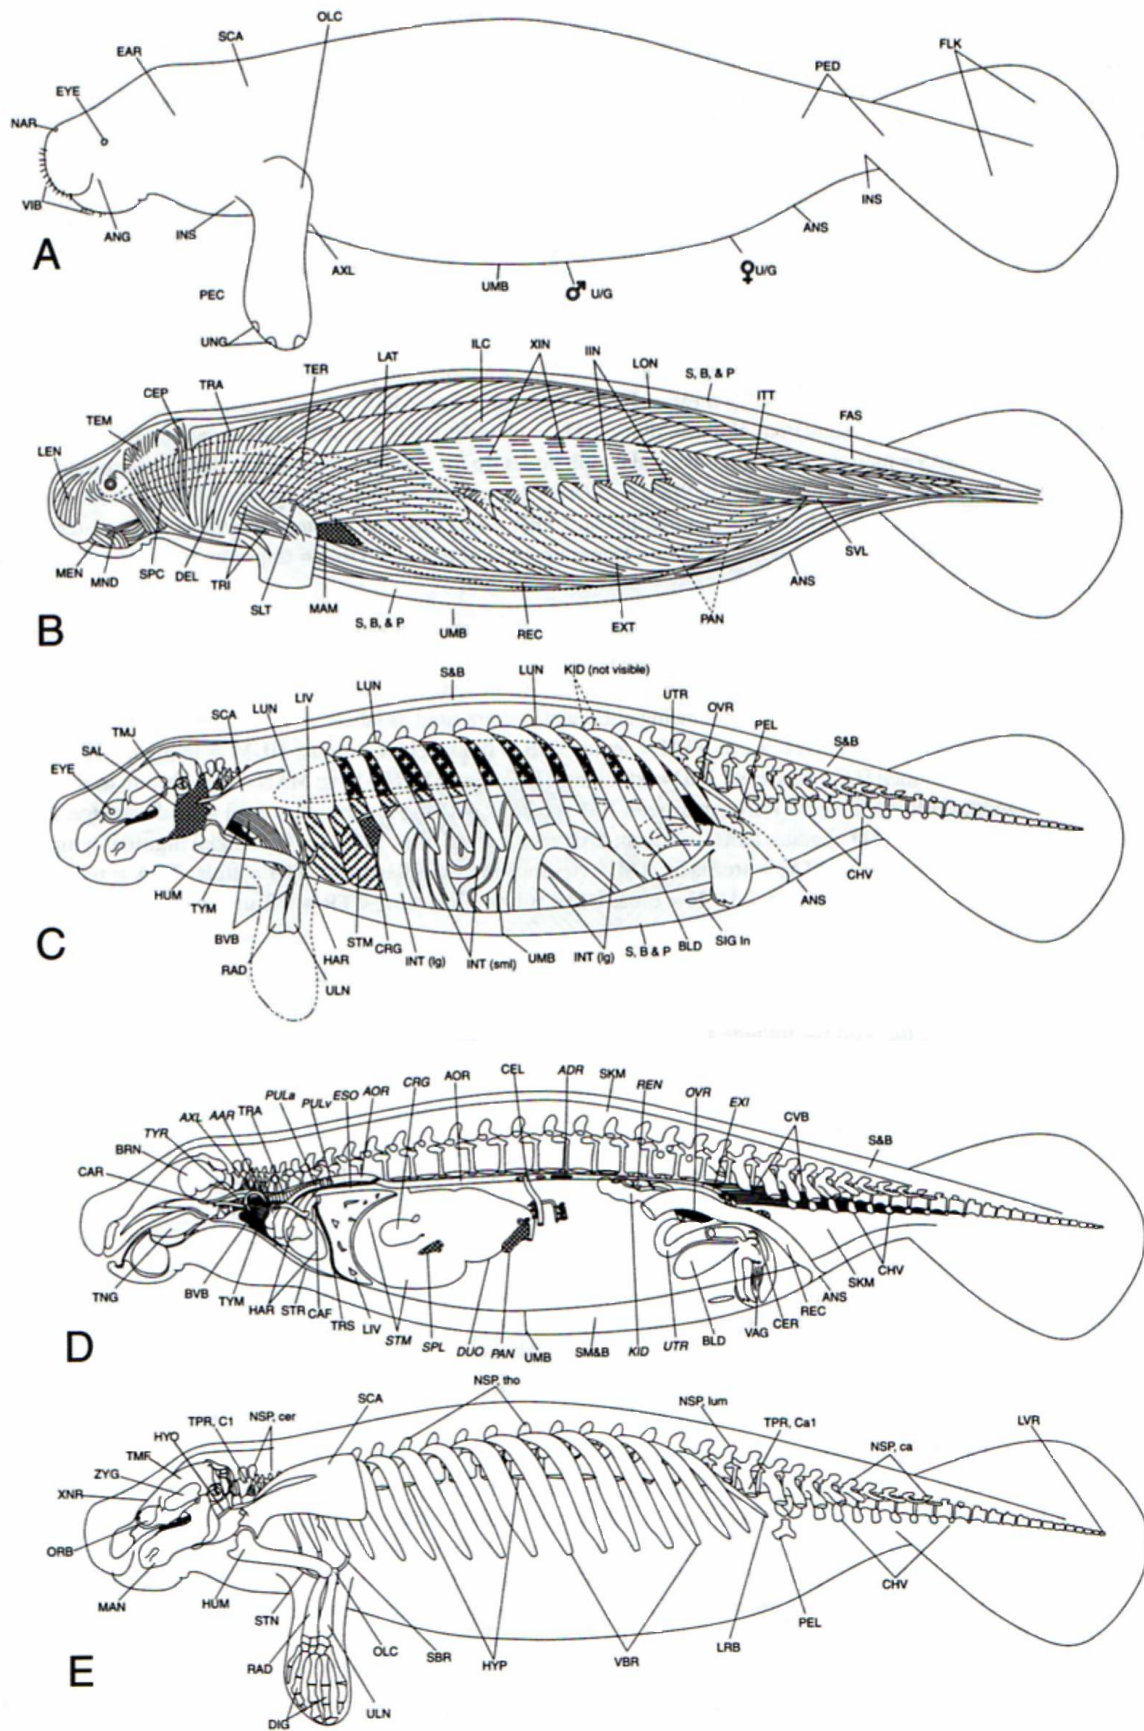 OLC
SCA
EAR
EYE
NAR
PED
FLK
VIB
ANG
INS
AXL
UMB
♂ U/G
♀ U/G
ANS
INS
PEC
UNG
A
ILC
XIN
IIN
LON
S, B, & P
ITT
FAS
LAT
TER
TRA
CEP
TEM
LEN
MEN
MND
SPC
DEL
TRI
SLT
MAM
S, B, & P
UMB
REC
EXT
PAN
ANS
SVL
B
S&B
LUN
KID (not visible)
UTR
OVR
PEL
S&B
LUN
LIV
LUN
SCA
TMJ
SAL
EYE
HUM
TYM
BVB
RAD
ULN
HAR
STM
CRG
INT (lg)
INT (sml)
UMB
INT (lg)
S, B & P
BLD
SIG In
ANS
CHV
C
CEL
ADR
SKM
REN
OVR
EXI
CVB
S&B
AOR
CRG
AOR
ESO
PULv
PULa
TRA
AAR
AXL
TYR
BRN
CAR
TNG
BVB
TYM
HAR
STR
CAF
TRS
LIV
STM
SPL
DUO
PAN
UMB
SM&B
KID
UTR
BLD
VAG
CER
REC
ANS
SKM
CHV
D
NSP, tho
SCA
NSP, lum
TPR, Ca1
NSP, ca
LVR
NSP, cer
TPR, C1
HYO
TMF
ZYG
XNR
ORB
MAN
HUM
STN
RAD
DIG
ULN
OLC
SBR
HYP
VBR
LRB
PEL
CHV
E